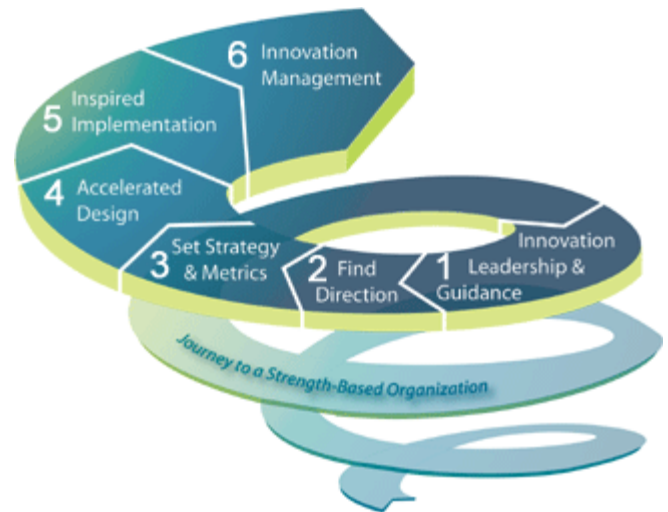 1 Innovation
Leadership &
Guidance
2 Find
Direction
3 Set Strategy
& Metrics
4 Accelerated
Design
5 Inspired
Implementation
6 Innovation
Management
Journey to a Strength-Based Organization